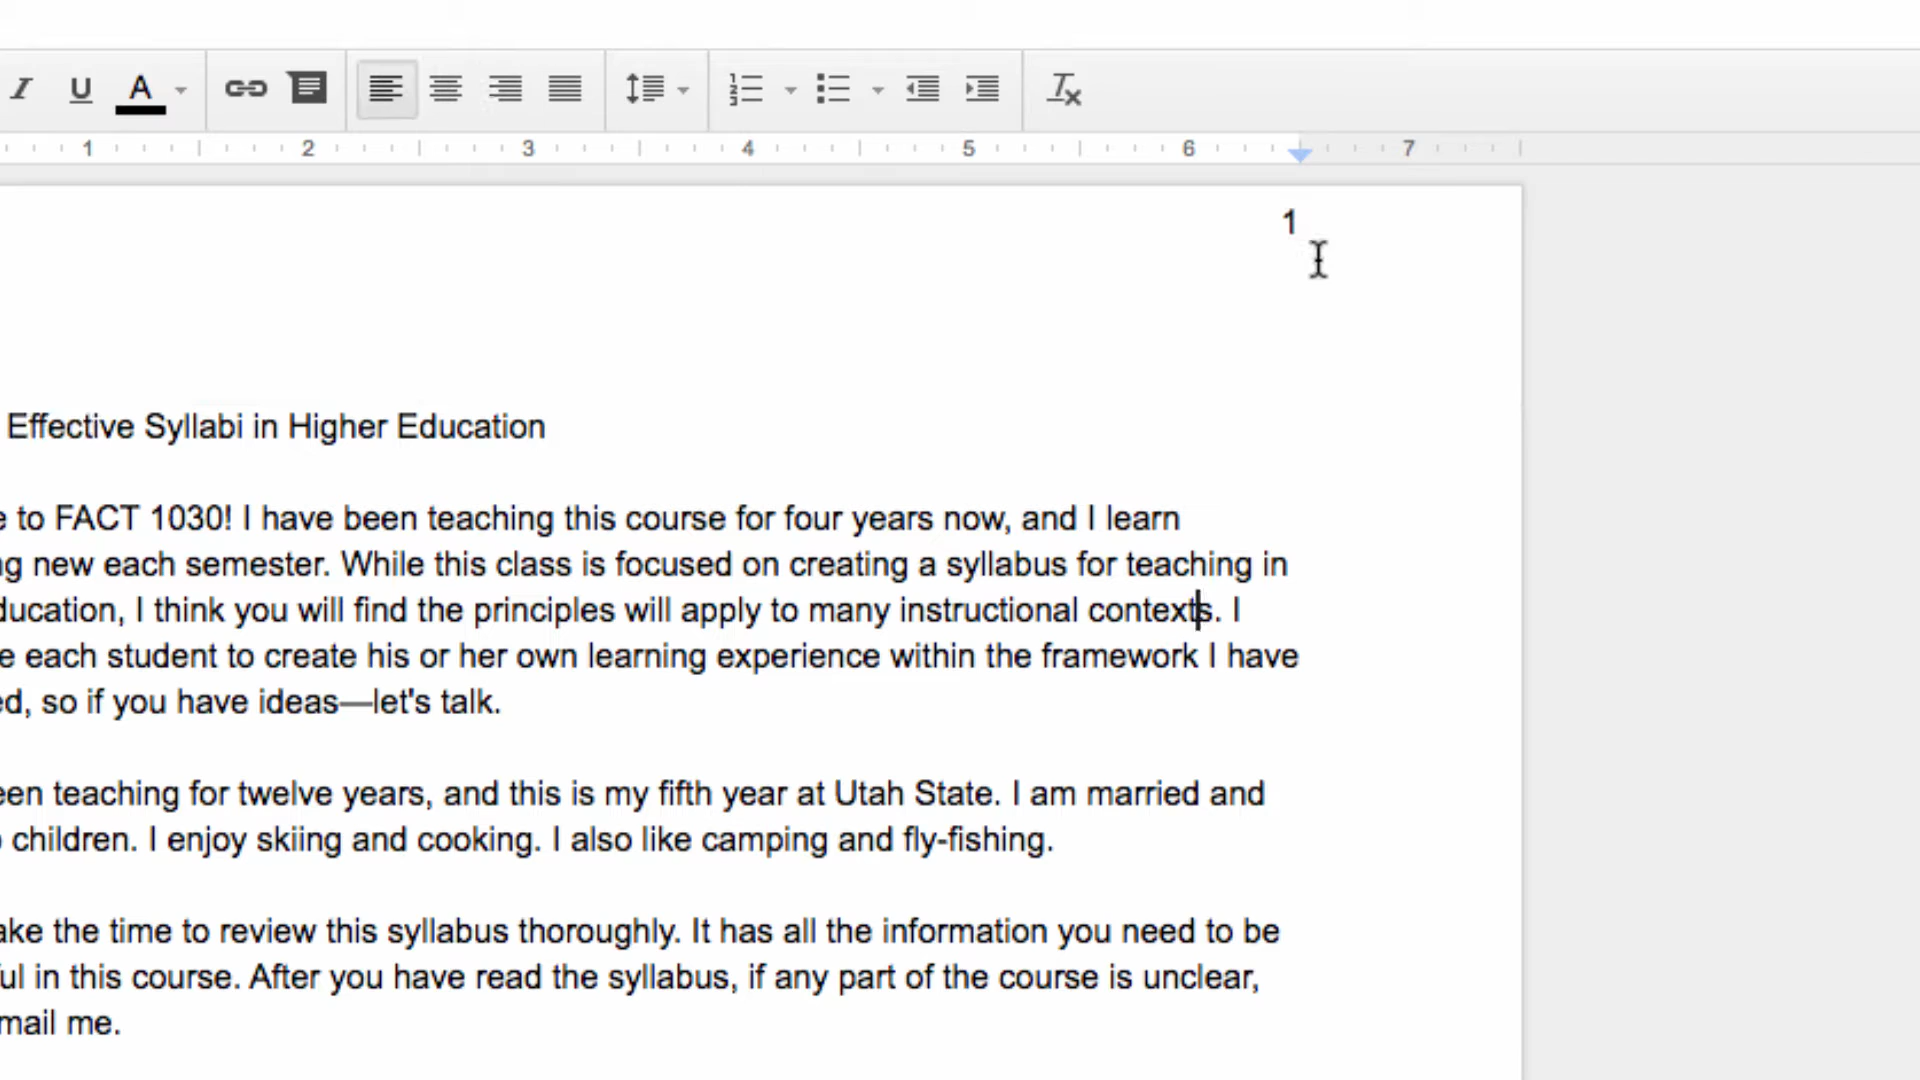 I U A
1 2 3 4 5 6 7
1
Effective Syllabi in Higher Education
to FACT 1030! I have been teaching this course for four years now, and I learn
new each semester. While this class is focused on creating a syllabus for teaching in
ducation, I think you will find the principles will apply to many instructional contexts. I
e each student to create his or her own learning experience within the framework I have
ed, so if you have ideas—let's talk.
een teaching for twelve years, and this is my fifth year at Utah State. I am married and
children. I enjoy skiing and cooking. I also like camping and fly-fishing.
ake the time to review this syllabus thoroughly. It has all the information you need to be
ul in this course. After you have read the syllabus, if any part of the course is unclear,
mail me.